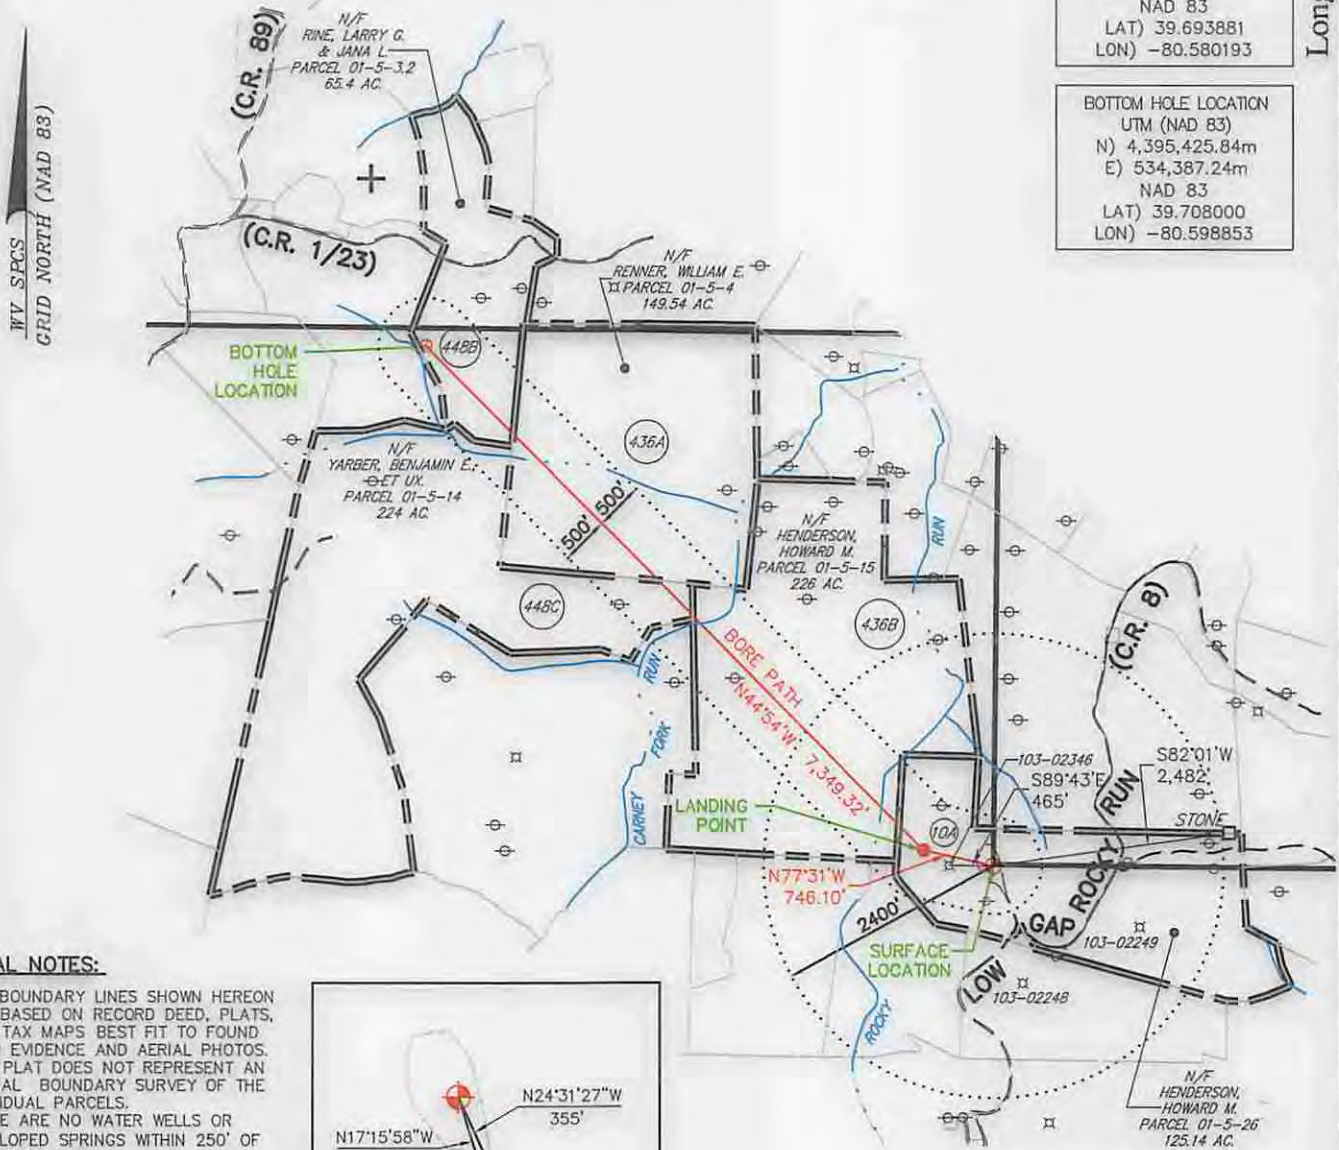 NAD 83
LAT) 39.693881
LON) -80.580193
Long
BOTTOM HOLE LOCATION
UTM (NAD 83)
N) 4,395,425.84m
E) 534,387.24m
NAD 83
LAT) 39.708000
LON) -80.598853
WV SPCS
GRID NORTH (NAD 83)
(C.R. 89)
N/F
RINE, LARRY G.
& JANA L.
PARCEL 01-5-3.2
65.4 AC.
(C.R. 1/23)
N/F
RENNER, WILLIAM E.
PARCEL 01-5-4
149.54 AC.
BOTTOM
HOLE
LOCATION
448B
436A
N/F
YARBER, BENJAMIN E.,
ET UX.
PARCEL 01-5-14
224 AC.
500' 500'
N/F
HENDERSON,
HOWARD M.
PARCEL 01-5-15
226 AC.
RUN
448C
436B
(C.R. 8)
BORE PATH
N44°54'W 7,349.32'
RUN
FORK
CARNEY
103-02346
S89°43'E
465'
S82°01'W
2,482'
STONE
LANDING
POINT
10A
N77°31'W
746.10'
2400'
SURFACE
LOCATION
LOW GAP ROCKY RUN
103-02249
103-02248
ROCKY
N/F
HENDERSON,
HOWARD M.
PARCEL 01-5-26
125.14 AC.
AL NOTES:
BOUNDARY LINES SHOWN HEREON
BASED ON RECORD DEED, PLATS,
TAX MAPS BEST FIT TO FOUND
EVIDENCE AND AERIAL PHOTOS.
PLAT DOES NOT REPRESENT AN
AL BOUNDARY SURVEY OF THE
IDUAL PARCELS.
E ARE NO WATER WELLS OR
LOPED SPRINGS WITHIN 250' OF
N24°31'27"W
355'
N17°15'58"W